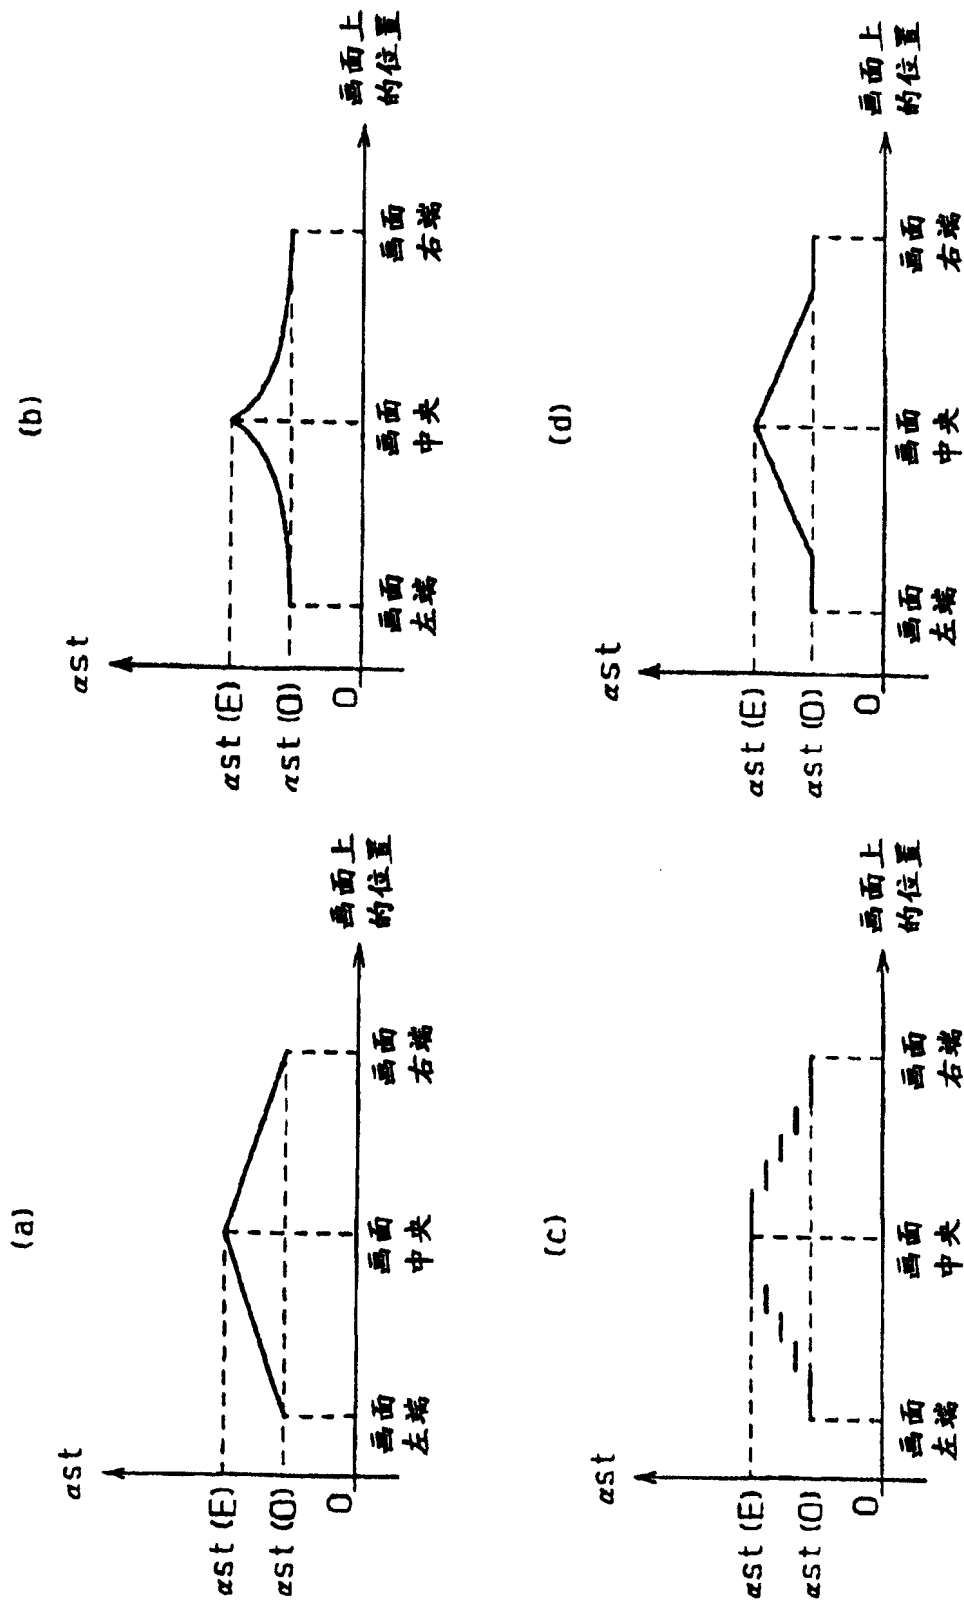 (a)
αst
αst(E)
αst(O)
O
画面
左端
画面
中央
画面
右端
画面上
的位置
(b)
αst
αst(E)
αst(O)
O
画面
左端
画面
中央
画面
右端
画面上
的位置
(c)
αst
αst(E)
αst(O)
O
画面
左端
画面
中央
画面
右端
画面上
的位置
(d)
αst
αst(E)
αst(O)
O
画面
左端
画面
中央
画面
右端
画面上
的位置